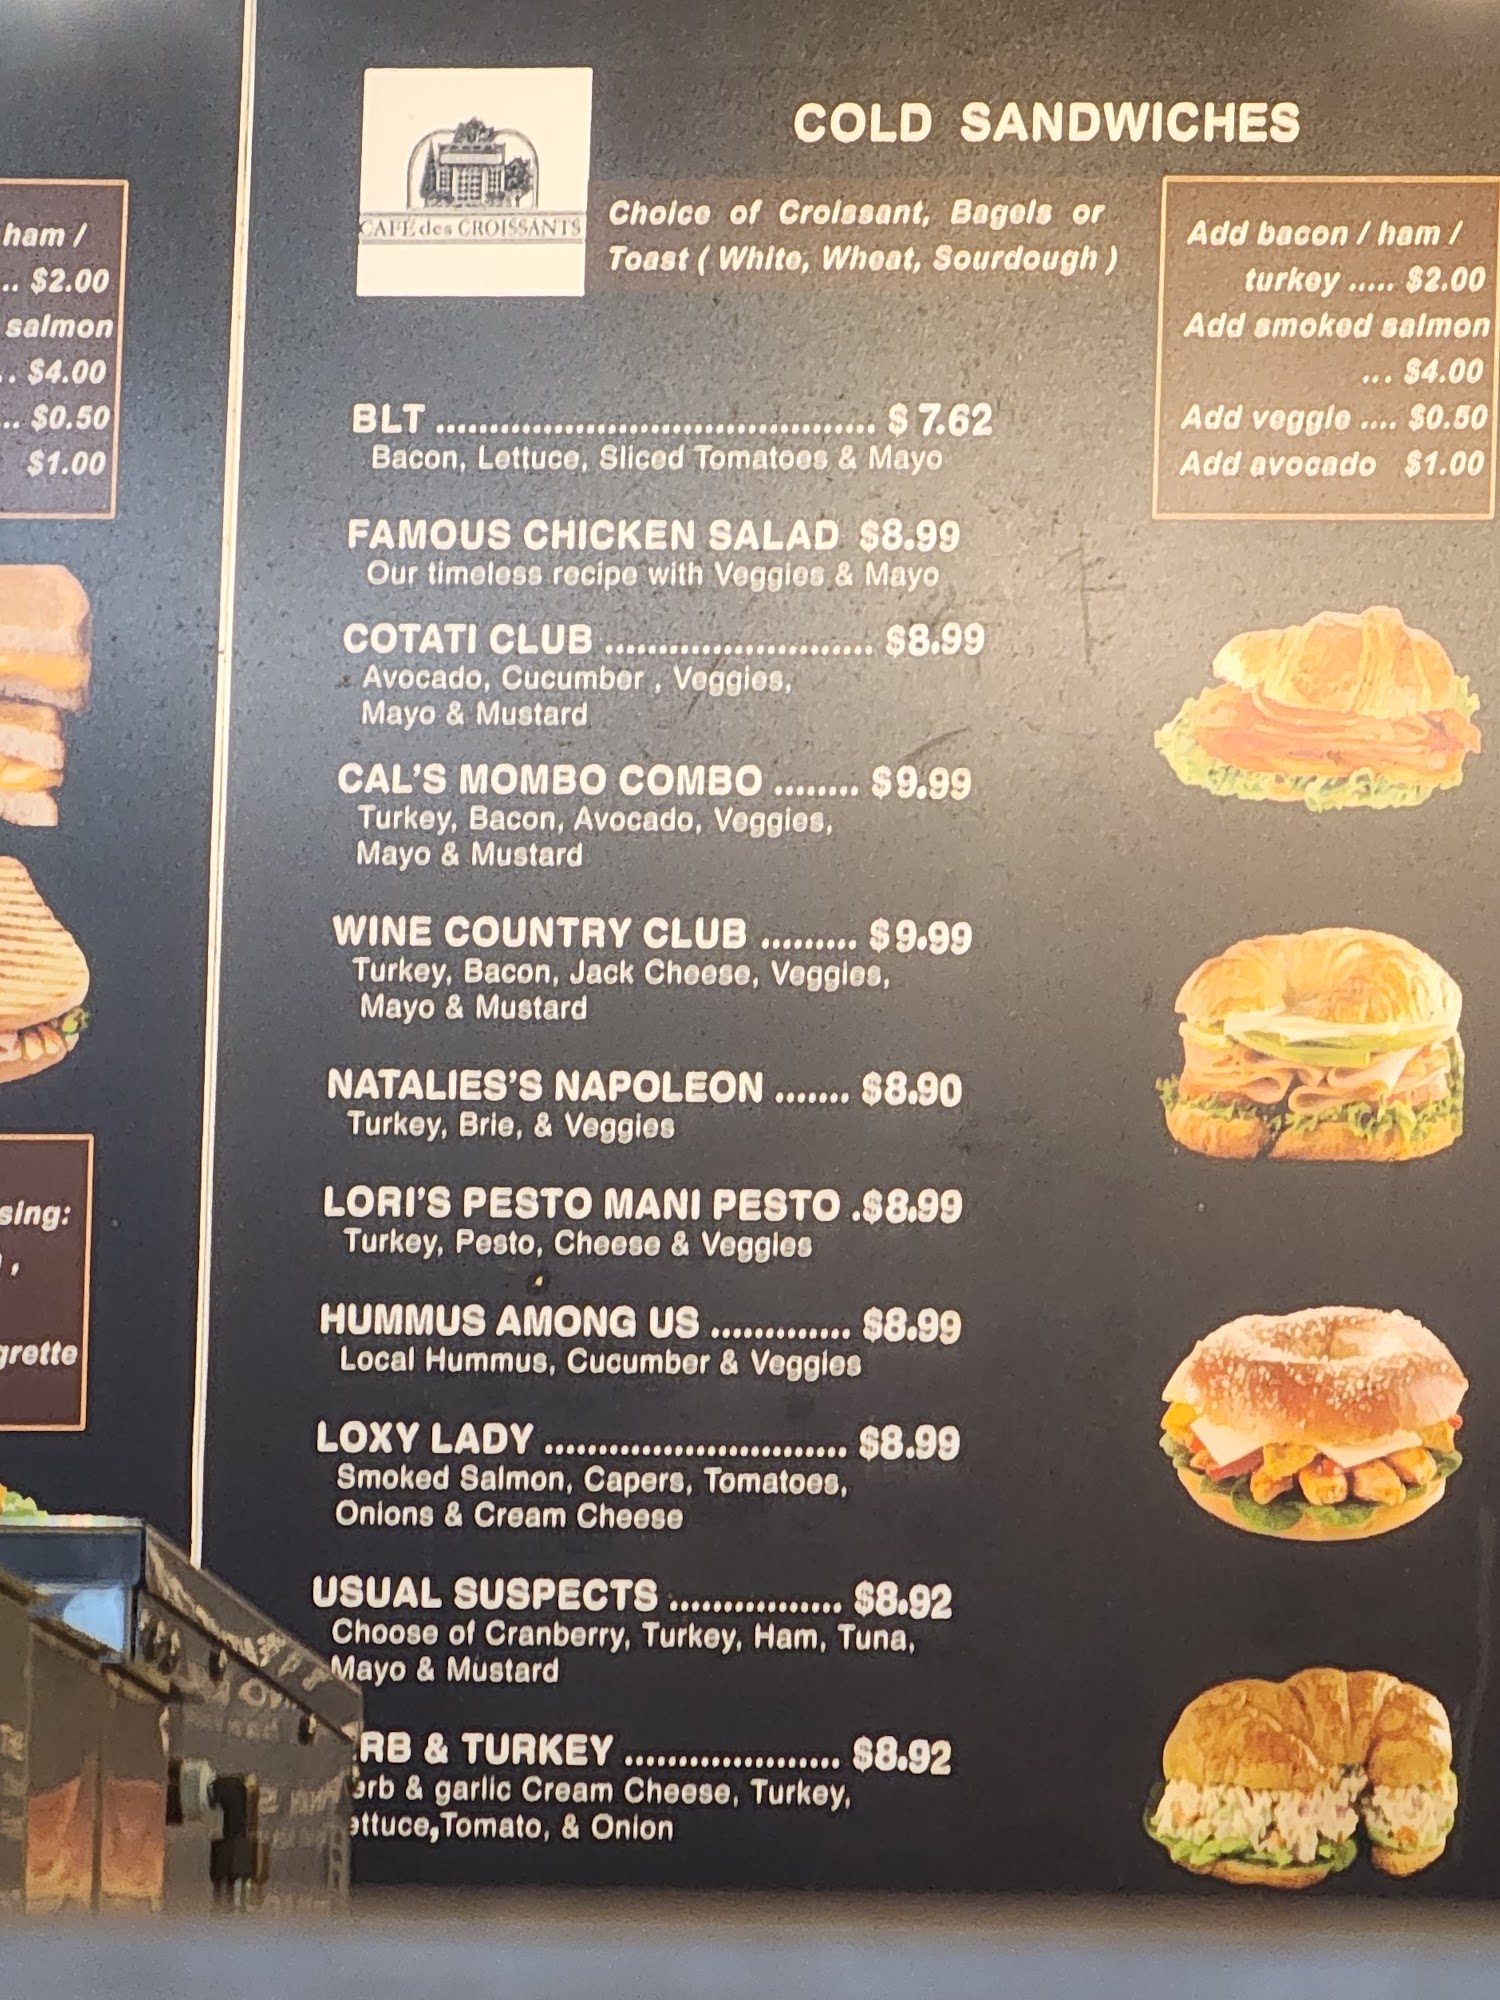 ham /
.. $2.00
salmon
.. $4.00
... $0.50
$1.00
sing:
,
grette
CAFÉ des CROISSANTS
COLD SANDWICHES
Choice of Croissant, Bagels or
Toast ( White, Wheat, Sourdough )
Add bacon / ham /
turkey ..... $2.00
Add smoked salmon
... $4.00
Add veggie .... $0.50
Add avocado $1.00
BLT ......................................... $ 7.62
Bacon, Lettuce, Sliced Tomatoes & Mayo
FAMOUS CHICKEN SALAD $8.99
Our timeless recipe with Veggies & Mayo
COTATI CLUB ......................... $8.99
Avocado, Cucumber , Veggies,
Mayo & Mustard
CAL'S MOMBO COMBO ........ $9.99
Turkey, Bacon, Avocado, Veggies,
Mayo & Mustard
WINE COUNTRY CLUB ......... $9.99
Turkey, Bacon, Jack Cheese, Veggies,
Mayo & Mustard
NATALIES'S NAPOLEON ....... $8.90
Turkey, Brie, & Veggies
LORI'S PESTO MANI PESTO .$8.99
Turkey, Pesto, Cheese & Veggies
HUMMUS AMONG US ............. $8.99
Local Hummus, Cucumber & Veggies
LOXY LADY ............................ $8.99
Smoked Salmon, Capers, Tomatoes,
Onions & Cream Cheese
USUAL SUSPECTS ................ $8.92
Choose of Cranberry, Turkey, Ham, Tuna,
Mayo & Mustard
RB & TURKEY .................... $8.92
erb & garlic Cream Cheese, Turkey,
ettuce,Tomato, & Onion